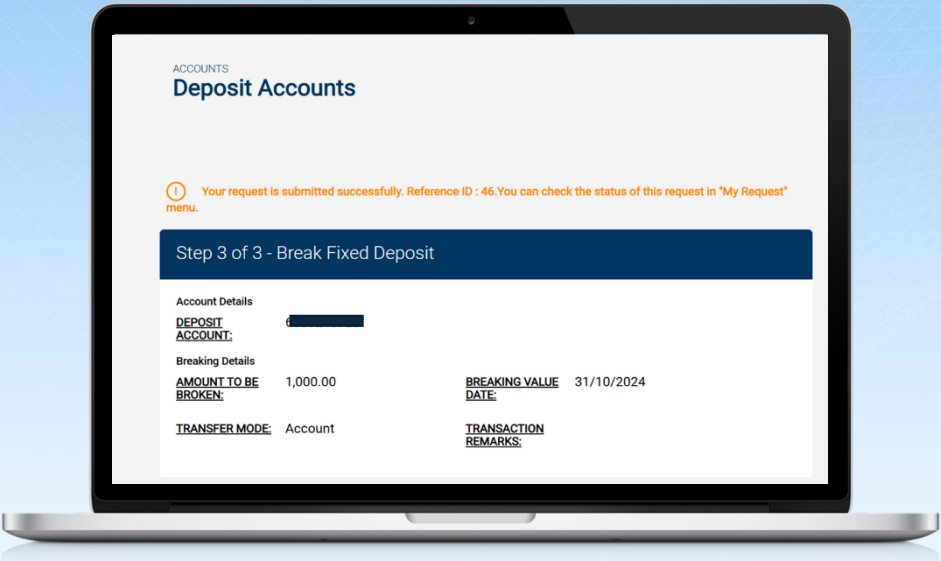 ACCOUNTS
Deposit Accounts
Your request is submitted successfully. Reference ID : 46.You can check the status of this request in "My Request"
menu.
Step 3 of 3 - Break Fixed Deposit
Account Details
DEPOSIT
ACCOUNT:
Breaking Details
AMOUNT TO BE
BROKEN:
1,000.00
BREAKING VALUE
DATE:
31/10/2024
TRANSFER MODE: Account
TRANSACTION
REMARKS: